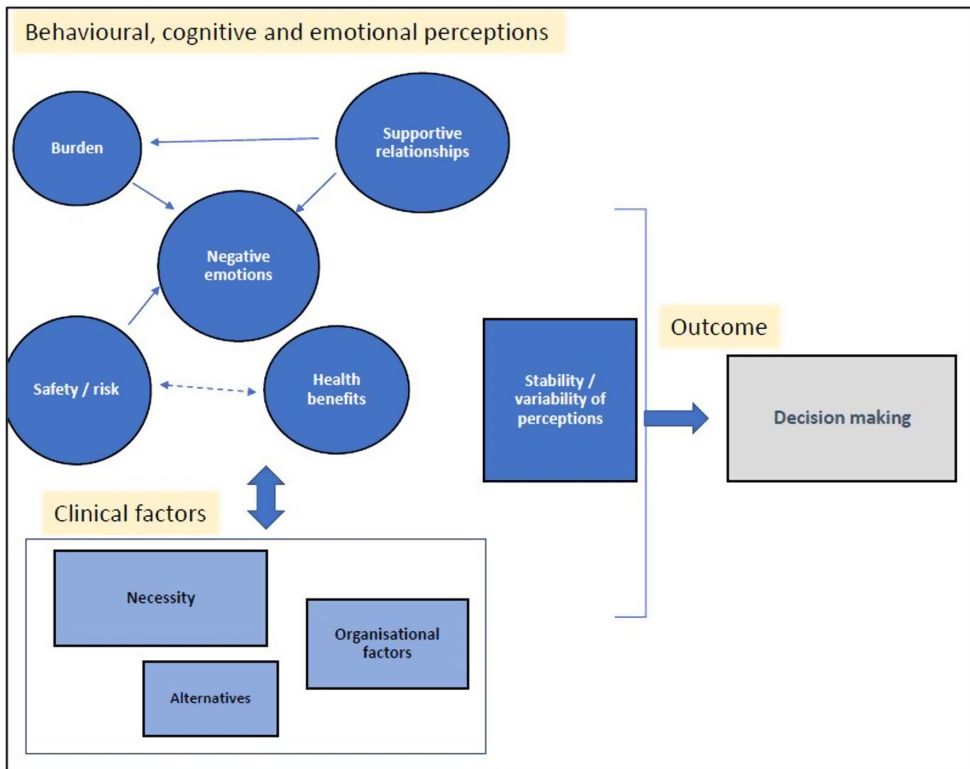 Behavioural, cognitive and emotional perceptions
Burden
Supportive
relationships
Negative
emotions
Safety / risk
Health
benefits
Stability /
variability of
perceptions
Outcome
Decision making
Clinical factors
Necessity
Organisational
factors
Alternatives